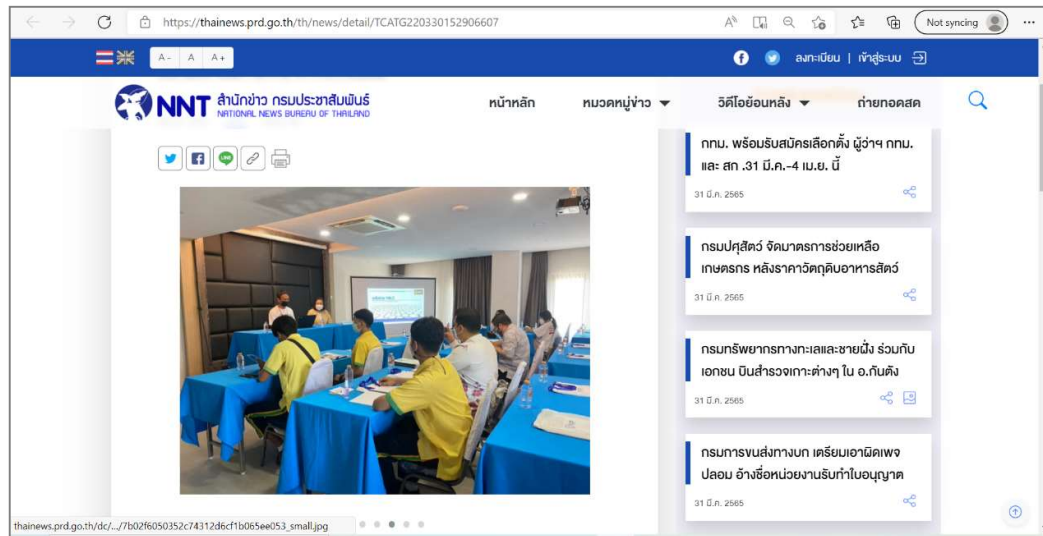 https://thainews.prd.go.th/th/news/detail/TCATG220330152906607
Not syncing
A- A A+
ลงทะเบียน | เข้าสู่ระบบ
NNT สำนักข่าว กรมประชาสัมพันธ์
NATIONAL NEWS BUREAU OF THAILAND
หน้าหลัก หมวดหมู่ข่าว วิดีโอย้อนหลัง ถ่ายทอดสด
กทม. พร้อมรับสมัครเลือกตั้ง ผู้ว่าฯ กทม.
และ สก .31 มี.ค.-4 เม.ย. นี้
31 มี.ค. 2565
กรมปศุสัตว์ จัดมาตรการช่วยเหลือ
เกษตรกร หลังราคาวัตถุดิบอาหารสัตว์
31 มี.ค. 2565
กรมทรัพยากรทางทะเลและชายฝั่ง ร่วมกับ
เอกชน บินสำรวจเกาะต่างๆ ใน อ.กันตัง
31 มี.ค. 2565
กรมการขนส่งทางบก เตรียมเอาผิดเพจ
ปลอม อ้างชื่อหน่วยงานรับทำใบอนุญาต
31 มี.ค. 2565
thainews.prd.go.th/dc/.../7b02f6050352c74312d6cf1b065ee053_small.jpg